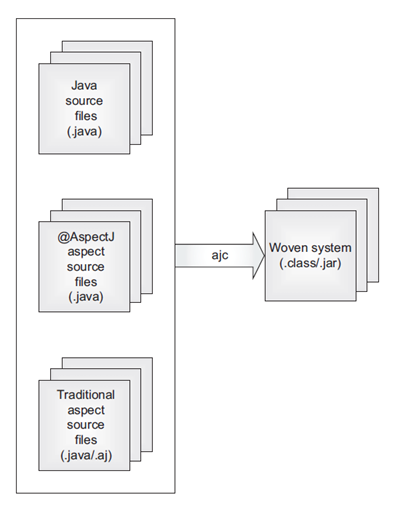 Java
source
files
(.java)
@AspectJ
aspect
source
files
(.java)
ajc
Woven system
(.class/.jar)
Traditional
aspect
source
files
(.java/.aj)